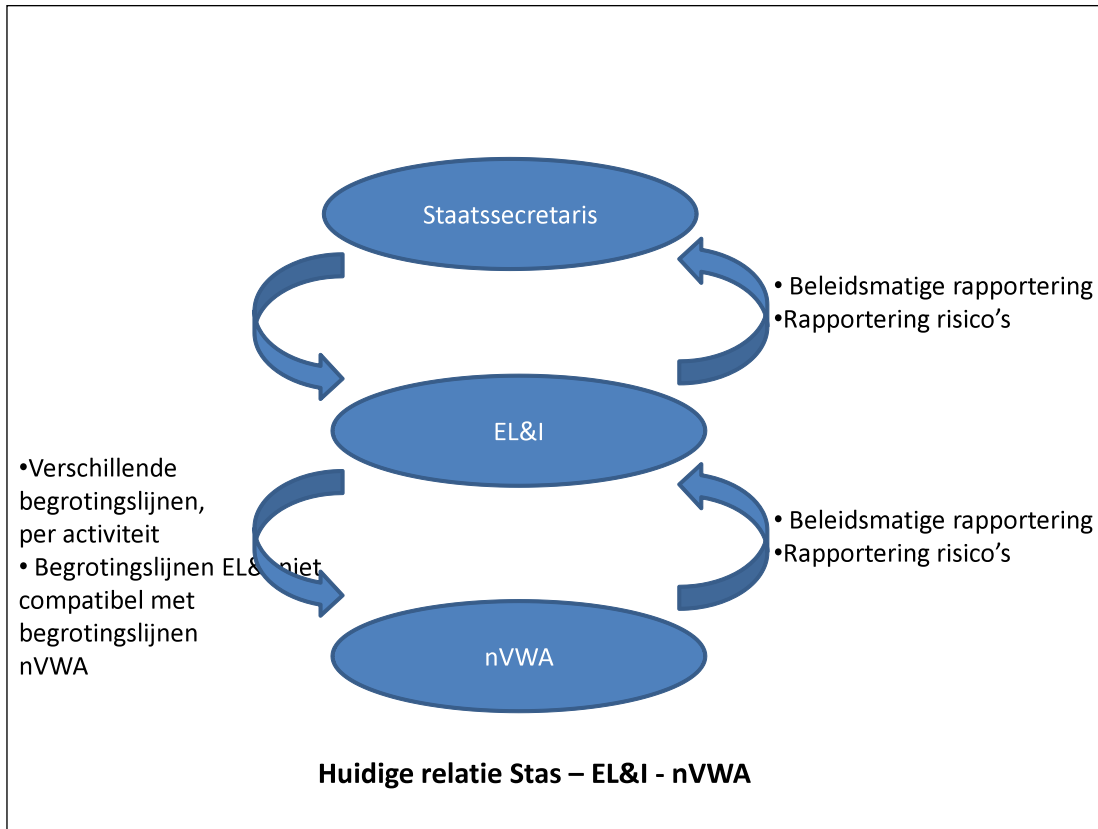 Staatssecretaris
• Beleidsmatige rapportering
•Rapportering risico's
EL&I
•Verschillende
begrotingslijnen,
per activiteit
• Begrotingslijnen EL& niet
compatibel met
begrotingslijnen
nVWA
• Beleidsmatige rapportering
•Rapportering risico's
nVWA
Huidige relatie Stas – EL&I - nVWA